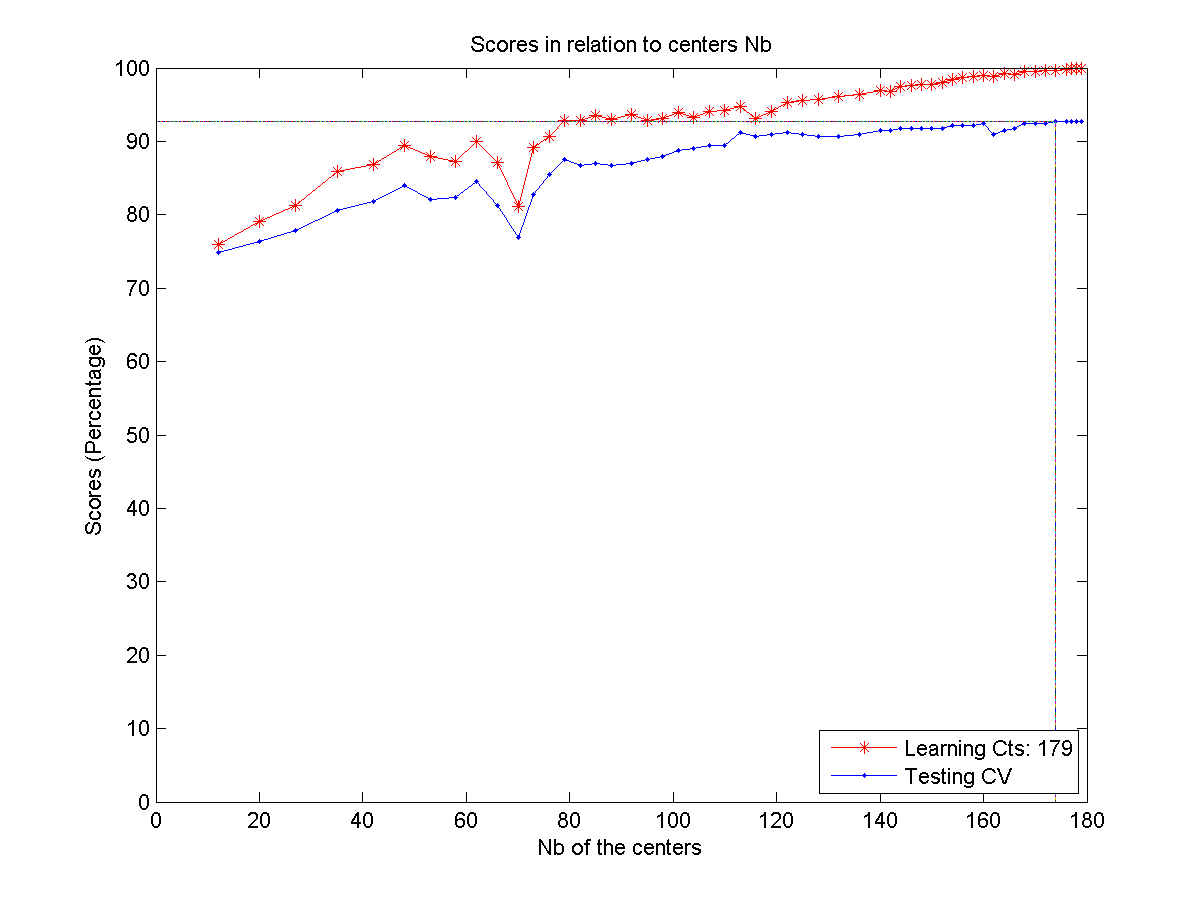 Scores in relation to centers Nb
100
90
80
70
60
50
40
30
20
10
0
Scores (Percentage)
Learning Cts: 179
Testing CV
0 20 40 60 80 100 120 140 160 180
Nb of the centers